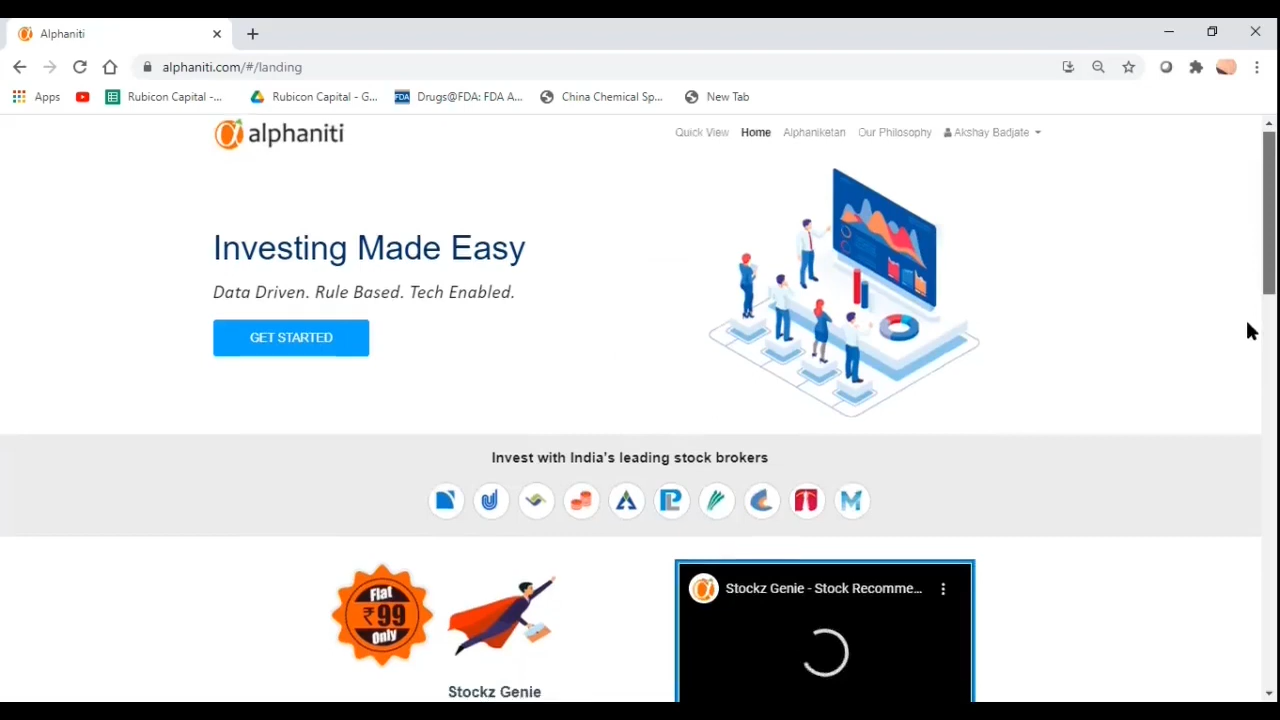 Alphaniti
alphaniti.com/#/landing
Apps
Rubicon Capital -...
Rubicon Capital - G...
FDA
Drugs@FDA: FDA A...
China Chemical Sp...
New Tab
alphaniti
Quick View
Home
Alphaniketan
Our Philosophy
Akshay Badjate
Investing Made Easy
Data Driven. Rule Based. Tech Enabled.
GET STARTED
Invest with India's leading stock brokers
Flat
₹99
Only
Stockz Genie - Stock Recomme...
Stockz Genie